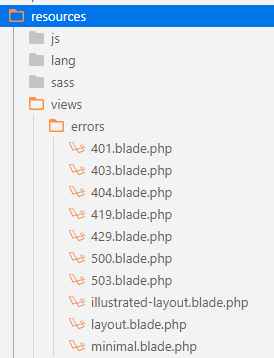 resources
js
lang
sass
views
errors
401.blade.php
403.blade.php
404.blade.php
419.blade.php
429.blade.php
500.blade.php
503.blade.php
illustrated-layout.blade.php
layout.blade.php
minimal.blade.php